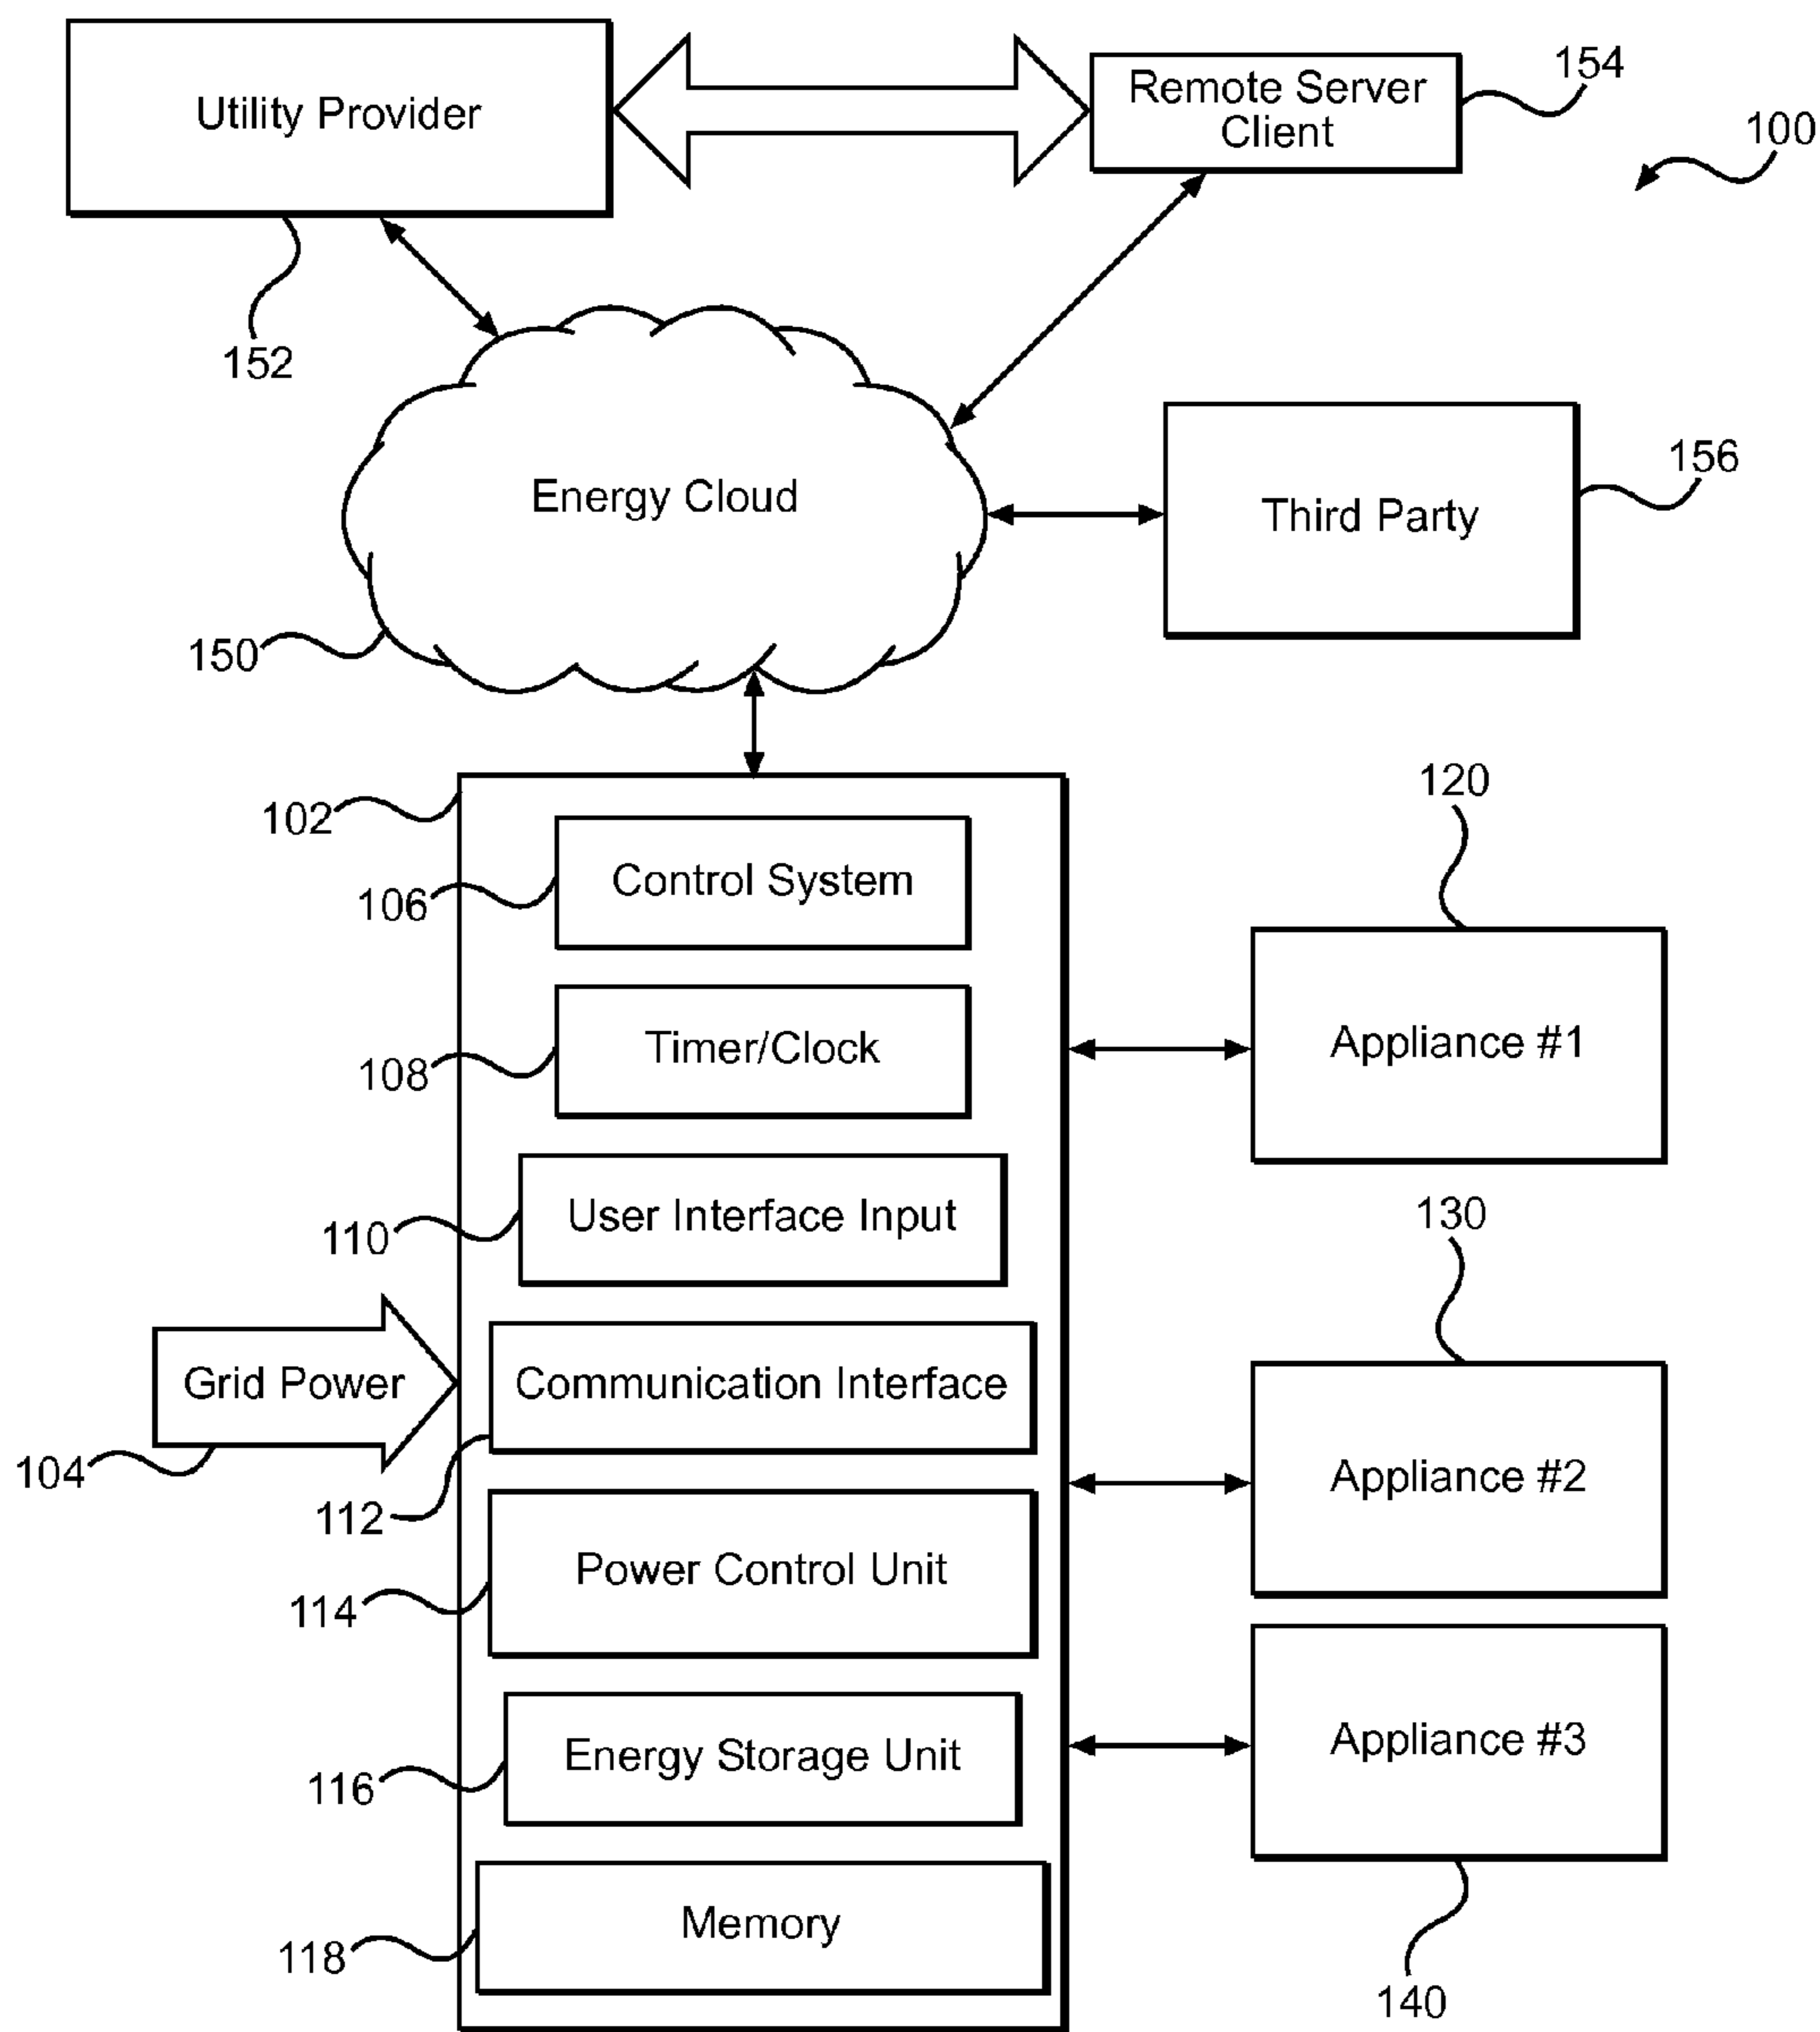 Utility Provider
Remote Server
Client
154
100
152
Energy Cloud
Third Party
156
150
102
Control System
106
120
Timer/Clock
108
Appliance #1
User Interface Input
110
130
Grid Power
Communication Interface
104
112
Appliance #2
Power Control Unit
114
Energy Storage Unit
116
Appliance #3
Memory
118
140